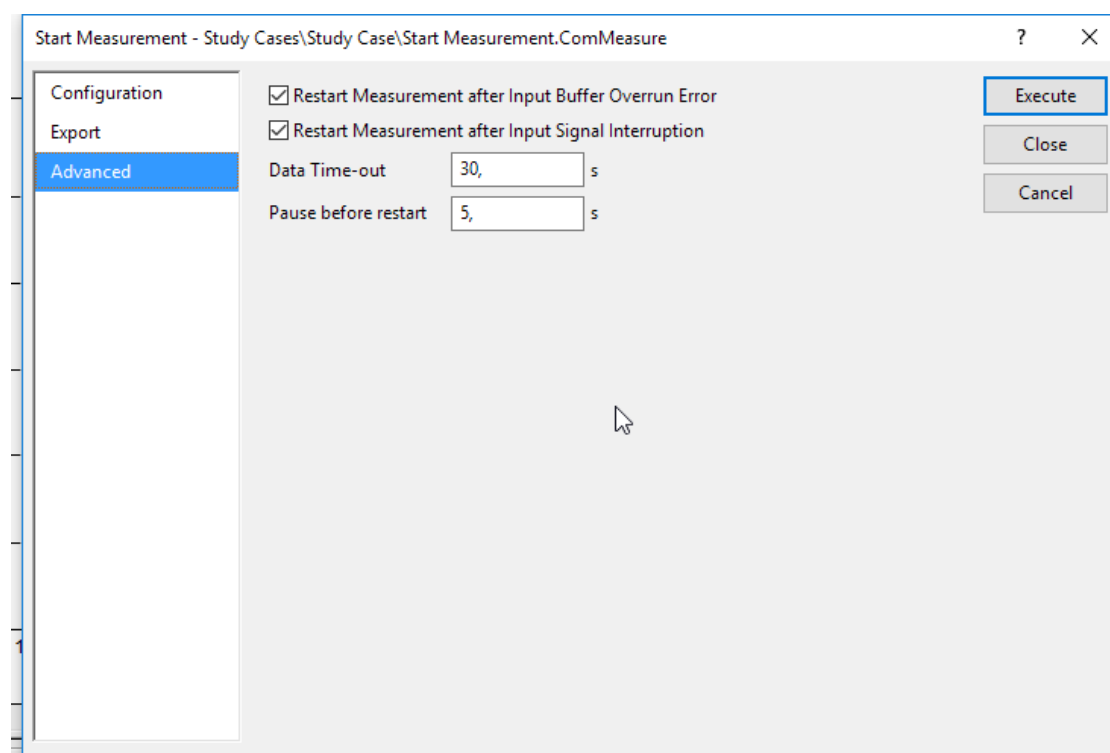 Start Measurement - Study Cases\Study Case\Start Measurement.ComMeasure ?
Configuration
Export
Advanced
Restart Measurement after Input Buffer Overrun Error
Restart Measurement after Input Signal Interruption
Data Time-out 30, s
Pause before restart 5, s
Execute
Close
Cancel
1